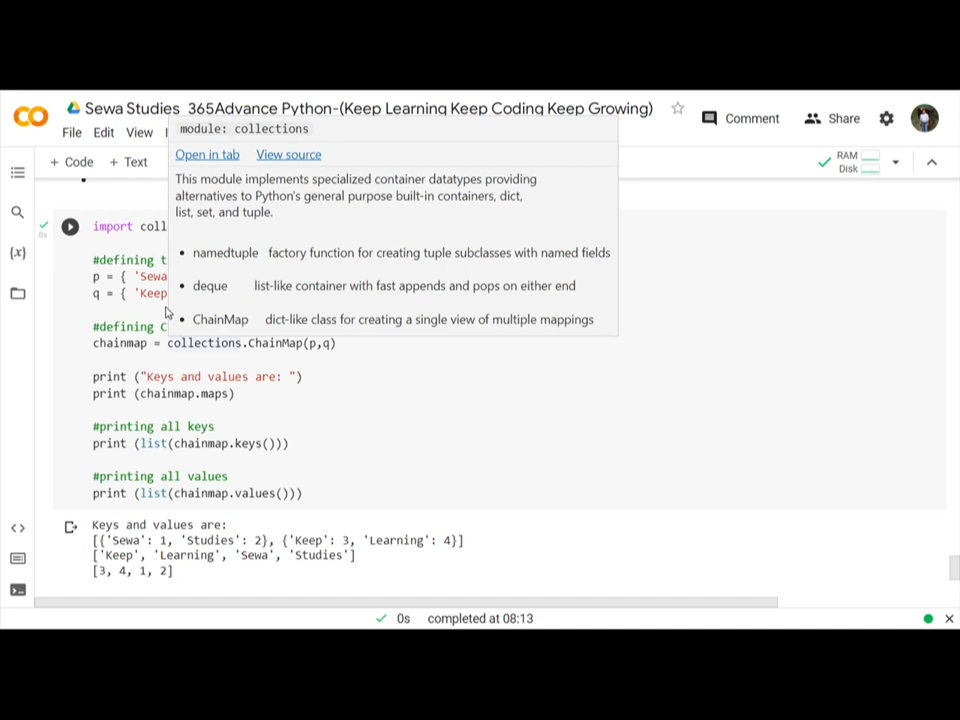 Sewa Studies_365Advance Python-(Keep Learning Keep Coding Keep Growing)
File Edit View
Comment Share
+ Code + Text
RAM
Disk
module: collections
Open in tab View source
This module implements specialized container datatypes providing
alternatives to Python's general purpose built-in containers, dict,
list, set, and tuple.
• namedtuple factory function for creating tuple subclasses with named fields
• deque list-like container with fast appends and pops on either end
• ChainMap dict-like class for creating a single view of multiple mappings
{x}
0s
import coll
#defining t
p = { 'Sewa
q = { 'Keep
#defining C
chainmap = collections.ChainMap(p,q)
print ("Keys and values are: ")
print (chainmap.maps)
#printing all keys
print (list(chainmap.keys()))
#printing all values
print (list(chainmap.values()))
Keys and values are:
[{'Sewa': 1, 'Studies': 2}, {'Keep': 3, 'Learning': 4}]
['Keep', 'Learning', 'Sewa', 'Studies']
[3, 4, 1, 2]
0s completed at 08:13